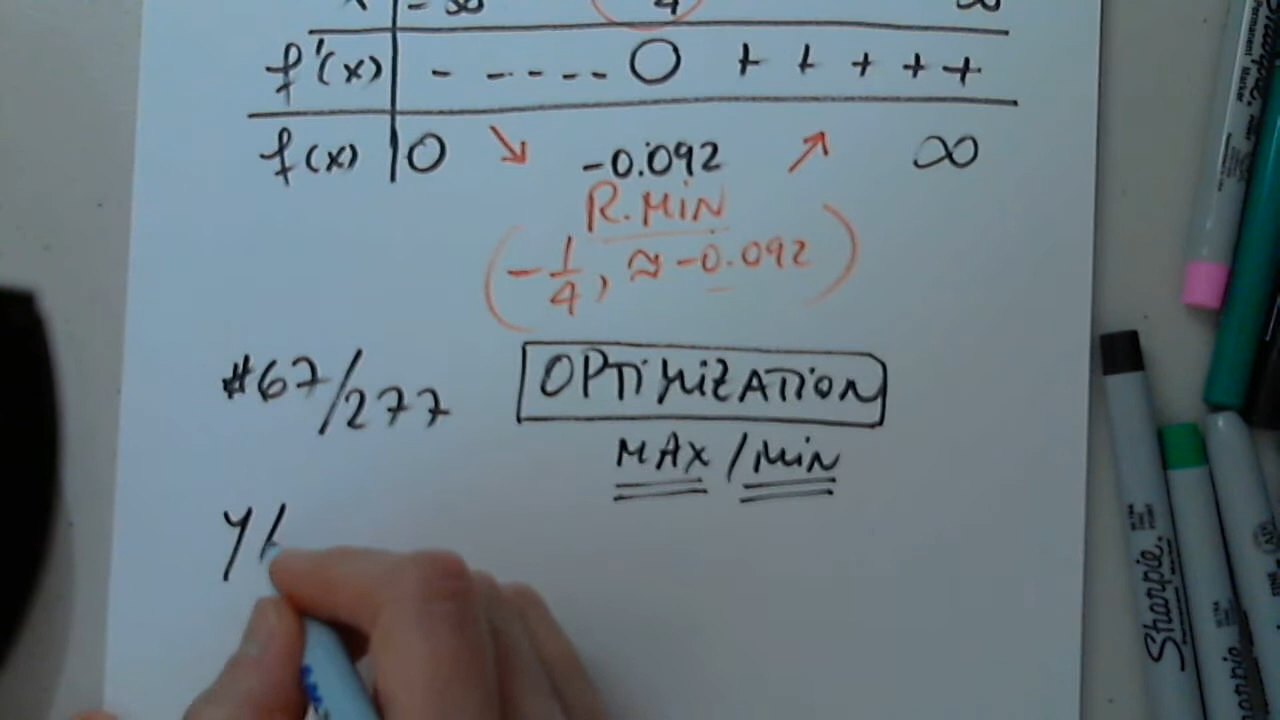 f'(x) - - - - - 0 + + + + +
f(x) 0 ↘ -0.092 ↗ ∞
R.MIN
(-1/4, ≈ -0.092)
#67/277 OPTIMIZATION
MAX / MIN
y(
Sharpie.